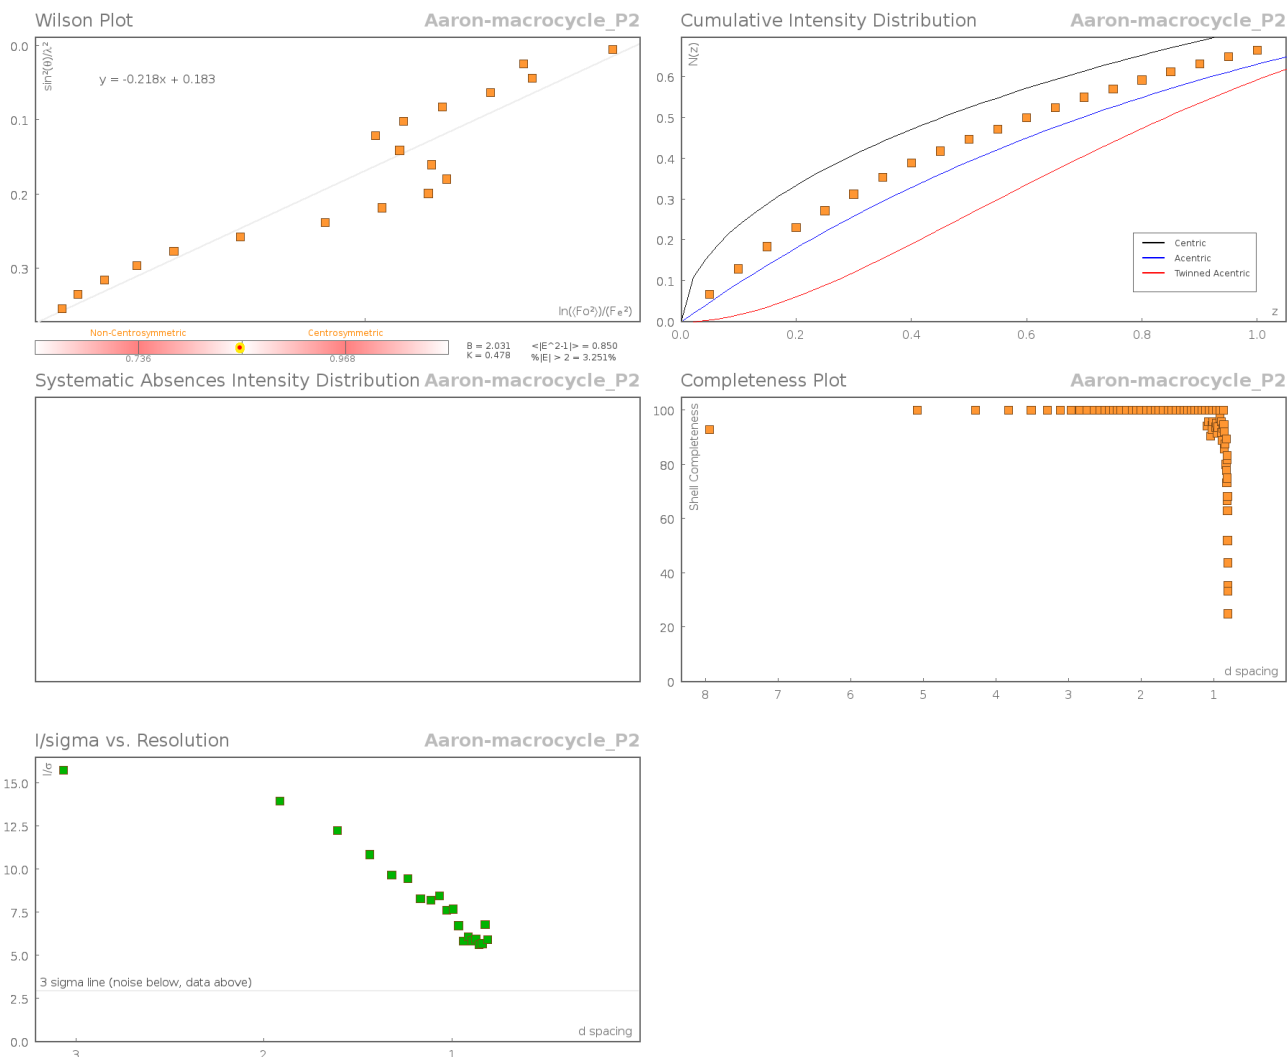 Wilson Plot Aaron-macrocycle_P2
sin²(θ)/λ²
0.0
0.1
0.2
0.3
y = -0.218x + 0.183
ln(⟨Fo²⟩)/(Fₑ²)
Non-Centrosymmetric Centrosymmetric
0.736 0.968
B = 2.031 <|E^2-1|> = 0.850
K = 0.478 %|E| > 2 = 3.251%
Cumulative Intensity Distribution Aaron-macrocycle_P2
N(z)
0.6
0.5
0.4
0.3
0.2
0.1
0.0
Centric
Acentric
Twinned Acentric
z
0.0 0.2 0.4 0.6 0.8 1.0
Systematic Absences Intensity Distribution Aaron-macrocycle_P2
Completeness Plot Aaron-macrocycle_P2
Shell Completeness
100
80
60
40
20
0
d spacing
8 7 6 5 4 3 2 1
I/sigma vs. Resolution Aaron-macrocycle_P2
I/σ
15.0
12.5
10.0
7.5
5.0
2.5
0.0
3 sigma line (noise below, data above)
d spacing
3 2 1